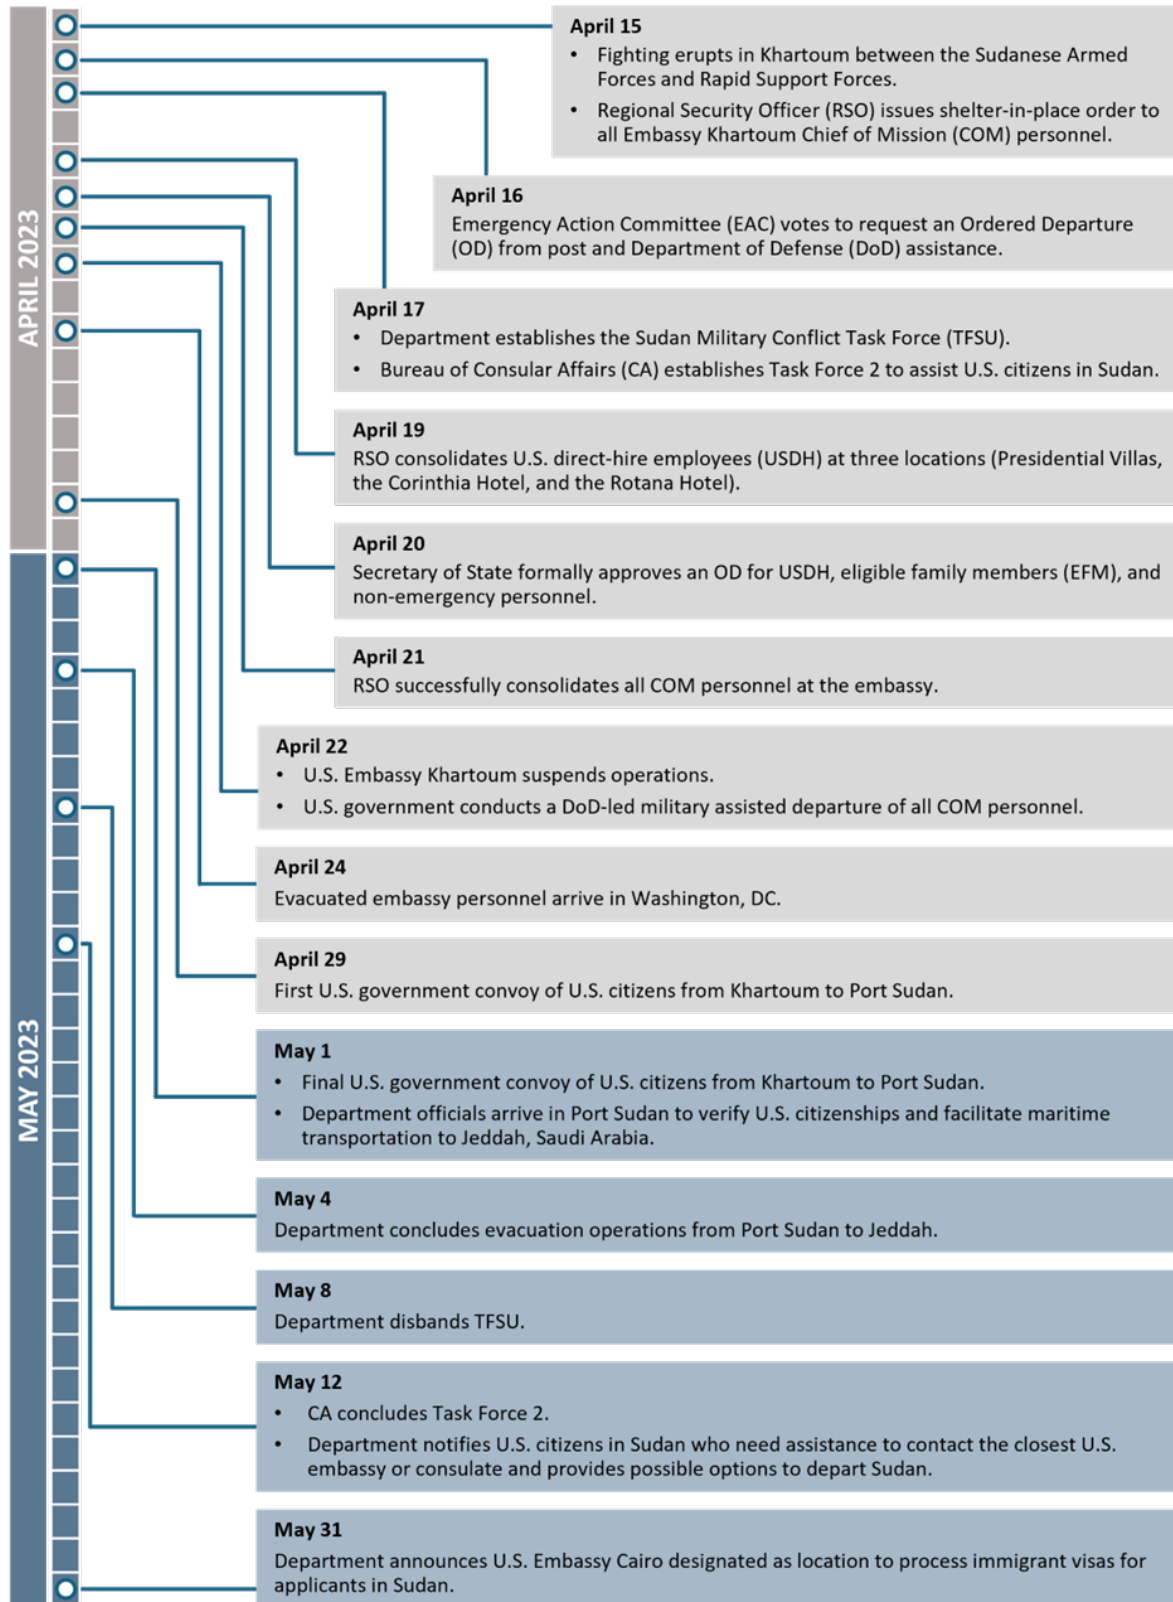 APRIL 2023
April 15
• Fighting erupts in Khartoum between the Sudanese Armed
Forces and Rapid Support Forces.
• Regional Security Officer (RSO) issues shelter-in-place order to
all Embassy Khartoum Chief of Mission (COM) personnel.
April 16
Emergency Action Committee (EAC) votes to request an Ordered Departure
(OD) from post and Department of Defense (DoD) assistance.
April 17
• Department establishes the Sudan Military Conflict Task Force (TFSU).
• Bureau of Consular Affairs (CA) establishes Task Force 2 to assist U.S. citizens in Sudan.
April 19
RSO consolidates U.S. direct-hire employees (USDH) at three locations (Presidential Villas,
the Corinthia Hotel, and the Rotana Hotel).
April 20
Secretary of State formally approves an OD for USDH, eligible family members (EFM), and
non-emergency personnel.
April 21
RSO successfully consolidates all COM personnel at the embassy.
April 22
• U.S. Embassy Khartoum suspends operations.
• U.S. government conducts a DoD-led military assisted departure of all COM personnel.
April 24
Evacuated embassy personnel arrive in Washington, DC.
April 29
First U.S. government convoy of U.S. citizens from Khartoum to Port Sudan.
MAY 2023
May 1
• Final U.S. government convoy of U.S. citizens from Khartoum to Port Sudan.
• Department officials arrive in Port Sudan to verify U.S. citizenships and facilitate maritime
transportation to Jeddah, Saudi Arabia.
May 4
Department concludes evacuation operations from Port Sudan to Jeddah.
May 8
Department disbands TFSU.
May 12
• CA concludes Task Force 2.
• Department notifies U.S. citizens in Sudan who need assistance to contact the closest U.S.
embassy or consulate and provides possible options to depart Sudan.
May 31
Department announces U.S. Embassy Cairo designated as location to process immigrant visas for
applicants in Sudan.